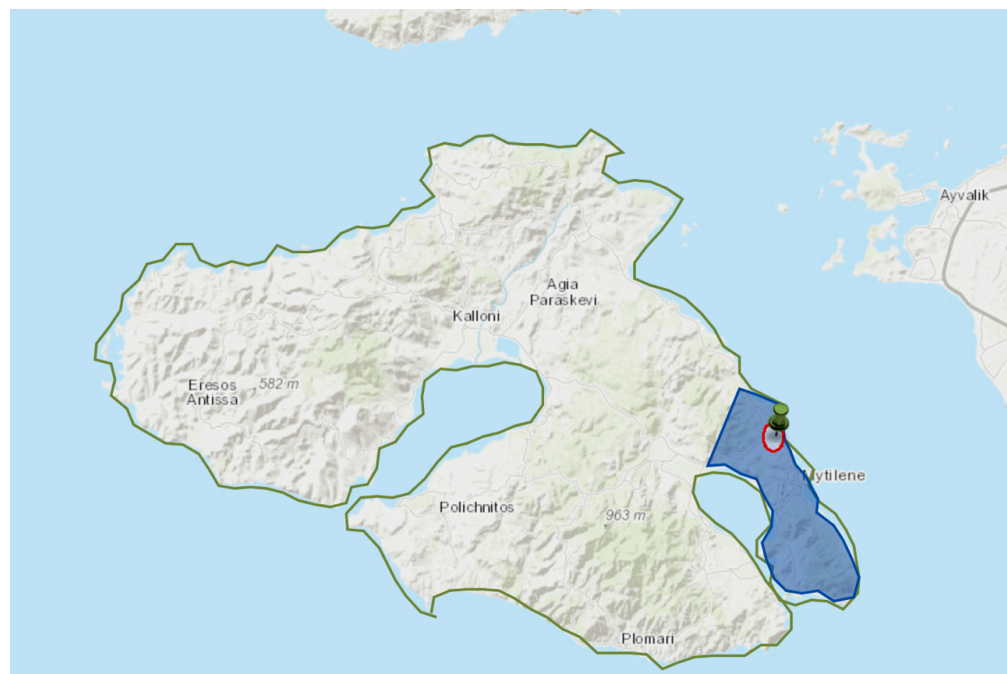 Ayvalik
Agia
Paraskevi
Kalloni
582 m
Eresos
Antissa
Mytilene
Polichnitos
963 m
Plomari